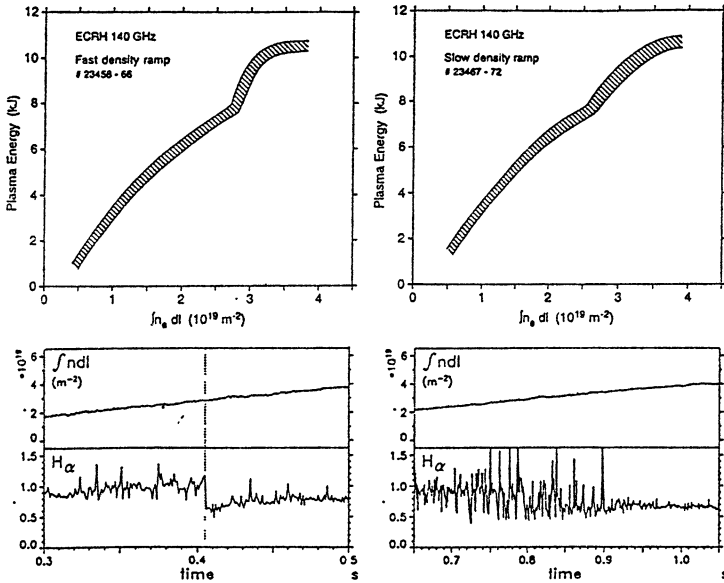 12
10
8
6
4
2
0
Plasma Energy (kJ)
ECRH 140 GHz
Fast density ramp
# 23458 - 66
0 1 2 3 4
∫nₑ dl (10¹⁹ m⁻²)
12
10
8
6
4
2
0
Plasma Energy (kJ)
ECRH 140 GHz
Slow density ramp
# 23467 - 72
0 1 2 3 4
∫nₑ dl (10¹⁹ m⁻²)
*10¹⁹
6
4
2
0
∫ndl
(m⁻²)
1.5
1.0
0.5
0.0
Hα
0.3 0.4 0.5
time s
6
4
2
0
∫ndl
(m⁻²)
1.5
1.0
0.5
0.0
Hα
0.7 0.8 0.9 1.0
time s